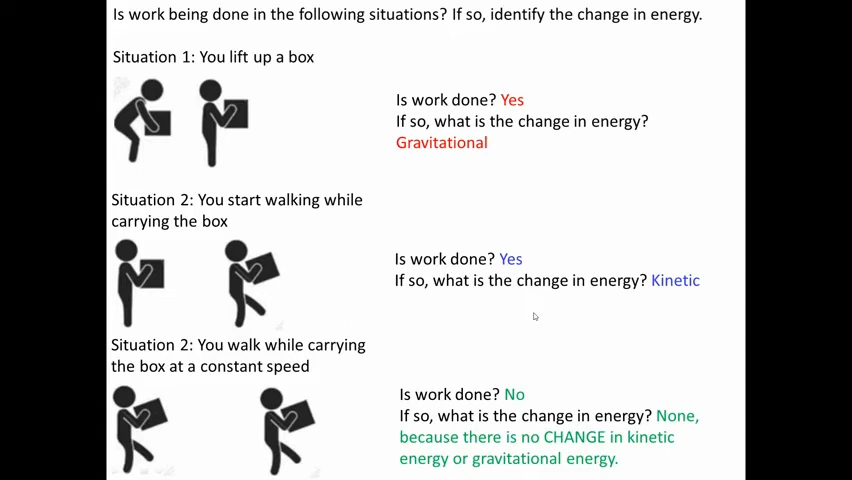 Is work being done in the following situations? If so, identify the change in energy.
Situation 1: You lift up a box
Is work done? Yes
If so, what is the change in energy?
Gravitational
Situation 2: You start walking while
carrying the box
Is work done? Yes
If so, what is the change in energy? Kinetic
Situation 2: You walk while carrying
the box at a constant speed
Is work done? No
If so, what is the change in energy? None,
because there is no CHANGE in kinetic
energy or gravitational energy.